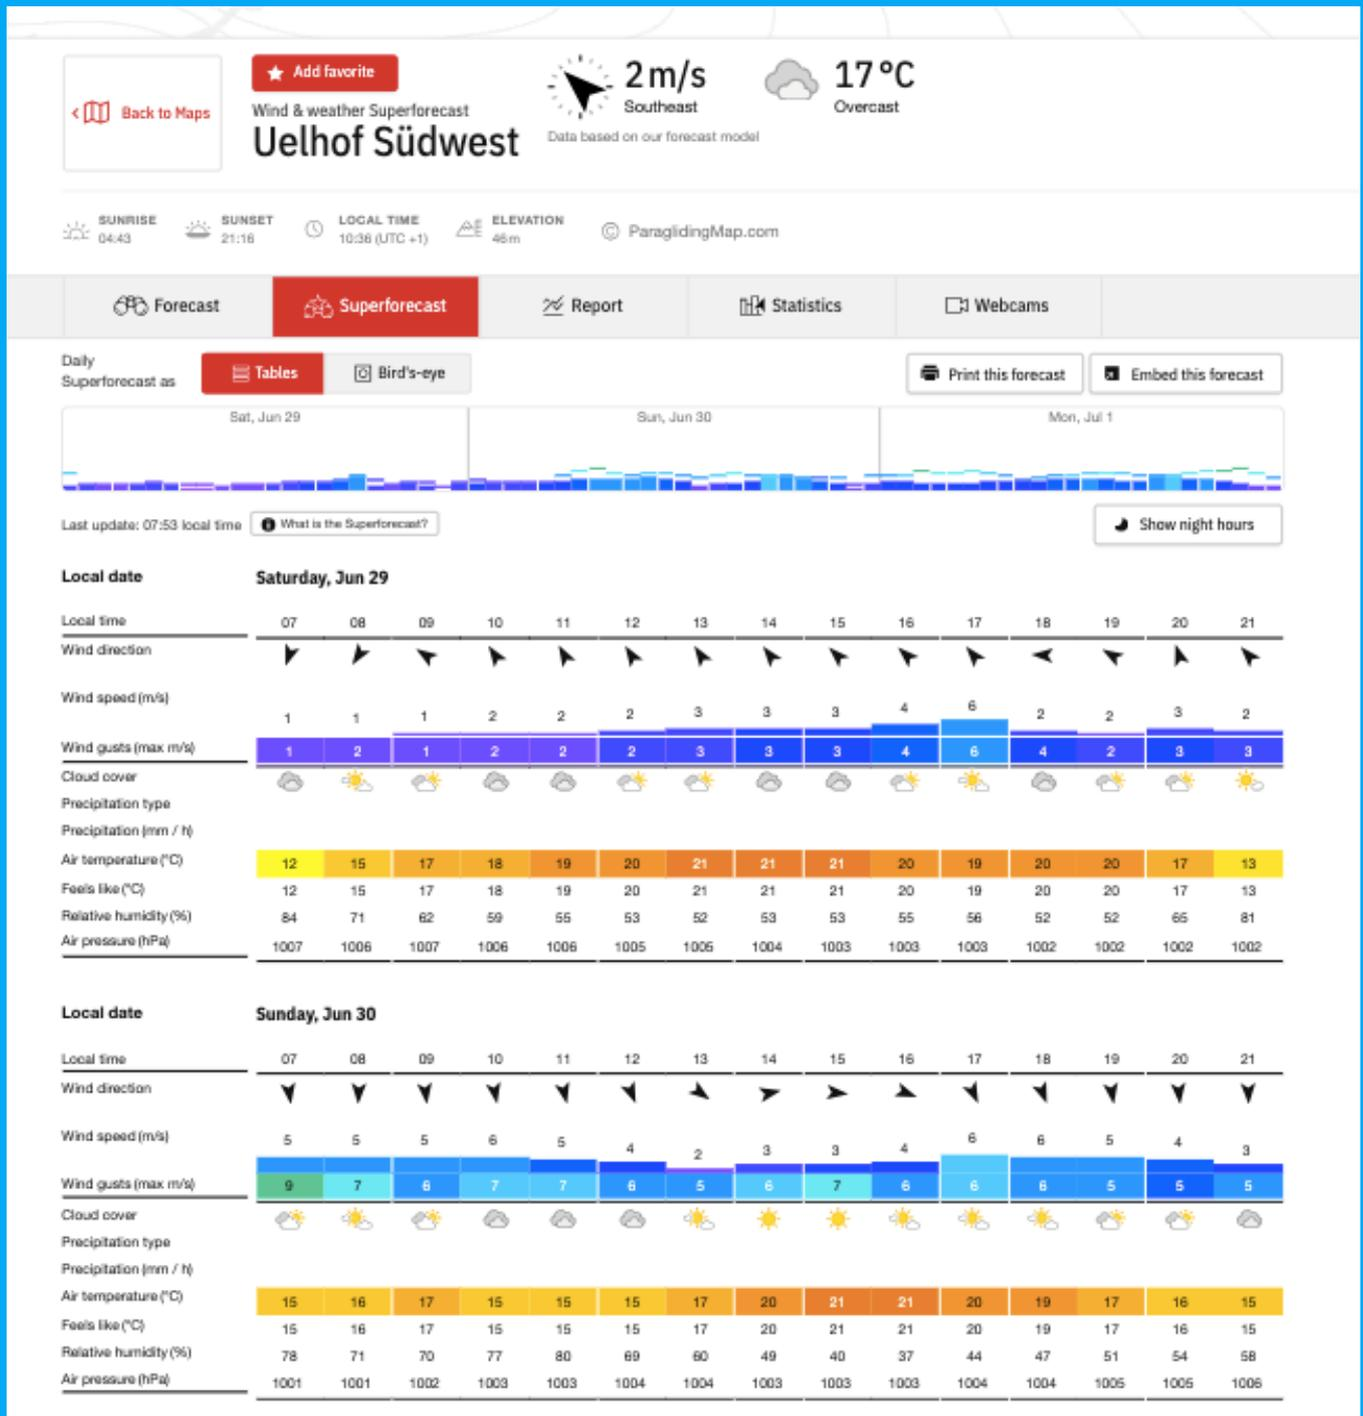 Add favorite
Wind & weather Superforecast
Uelhof Südwest
Back to Maps
2 m/s
Southeast
17 °C
Overcast
Data based on our forecast model
SUNRISE
04:43
SUNSET
21:16
LOCAL TIME
10:36 (UTC +1)
ELEVATION
46m
© ParaglidingMap.com
Forecast
Superforecast
Report
Statistics
Webcams
Daily
Superforecast as
Tables
Bird's-eye
Print this forecast
Embed this forecast
Sat, Jun 29
Sun, Jun 30
Mon, Jul 1
Last update: 07:53 local time
What is the Superforecast?
Show night hours
Local date Saturday, Jun 29
Local time 07 08 09 10 11 12 13 14 15 16 17 18 19 20 21
Wind direction
Wind speed (m/s) 1 1 1 2 2 2 3 3 3 4 6 2 2 3 2
Wind gusts (max m/s) 1 2 1 2 2 2 3 3 3 4 6 4 2 3 3
Cloud cover
Precipitation type
Precipitation (mm / h)
Air temperature (°C) 12 15 17 18 19 20 21 21 21 20 19 20 20 17 13
Feels like (°C) 12 15 17 18 19 20 21 21 21 20 19 20 20 17 13
Relative humidity (%) 84 71 62 59 55 53 52 53 53 55 56 52 52 65 81
Air pressure (hPa) 1007 1006 1007 1006 1006 1005 1005 1004 1003 1003 1003 1002 1002 1002 1002
Local date Sunday, Jun 30
Local time 07 08 09 10 11 12 13 14 15 16 17 18 19 20 21
Wind direction
Wind speed (m/s) 5 5 5 6 5 4 2 3 3 4 6 6 5 4 3
Wind gusts (max m/s) 9 7 6 7 7 6 5 6 7 6 6 6 5 5 5
Cloud cover
Precipitation type
Precipitation (mm / h)
Air temperature (°C) 15 16 17 15 15 15 17 20 21 21 20 19 17 16 15
Feels like (°C) 15 16 17 15 15 15 17 20 21 21 20 19 17 16 15
Relative humidity (%) 78 71 70 77 80 69 60 49 40 37 44 47 51 54 58
Air pressure (hPa) 1001 1001 1002 1003 1003 1004 1004 1003 1003 1003 1004 1004 1005 1005 1006